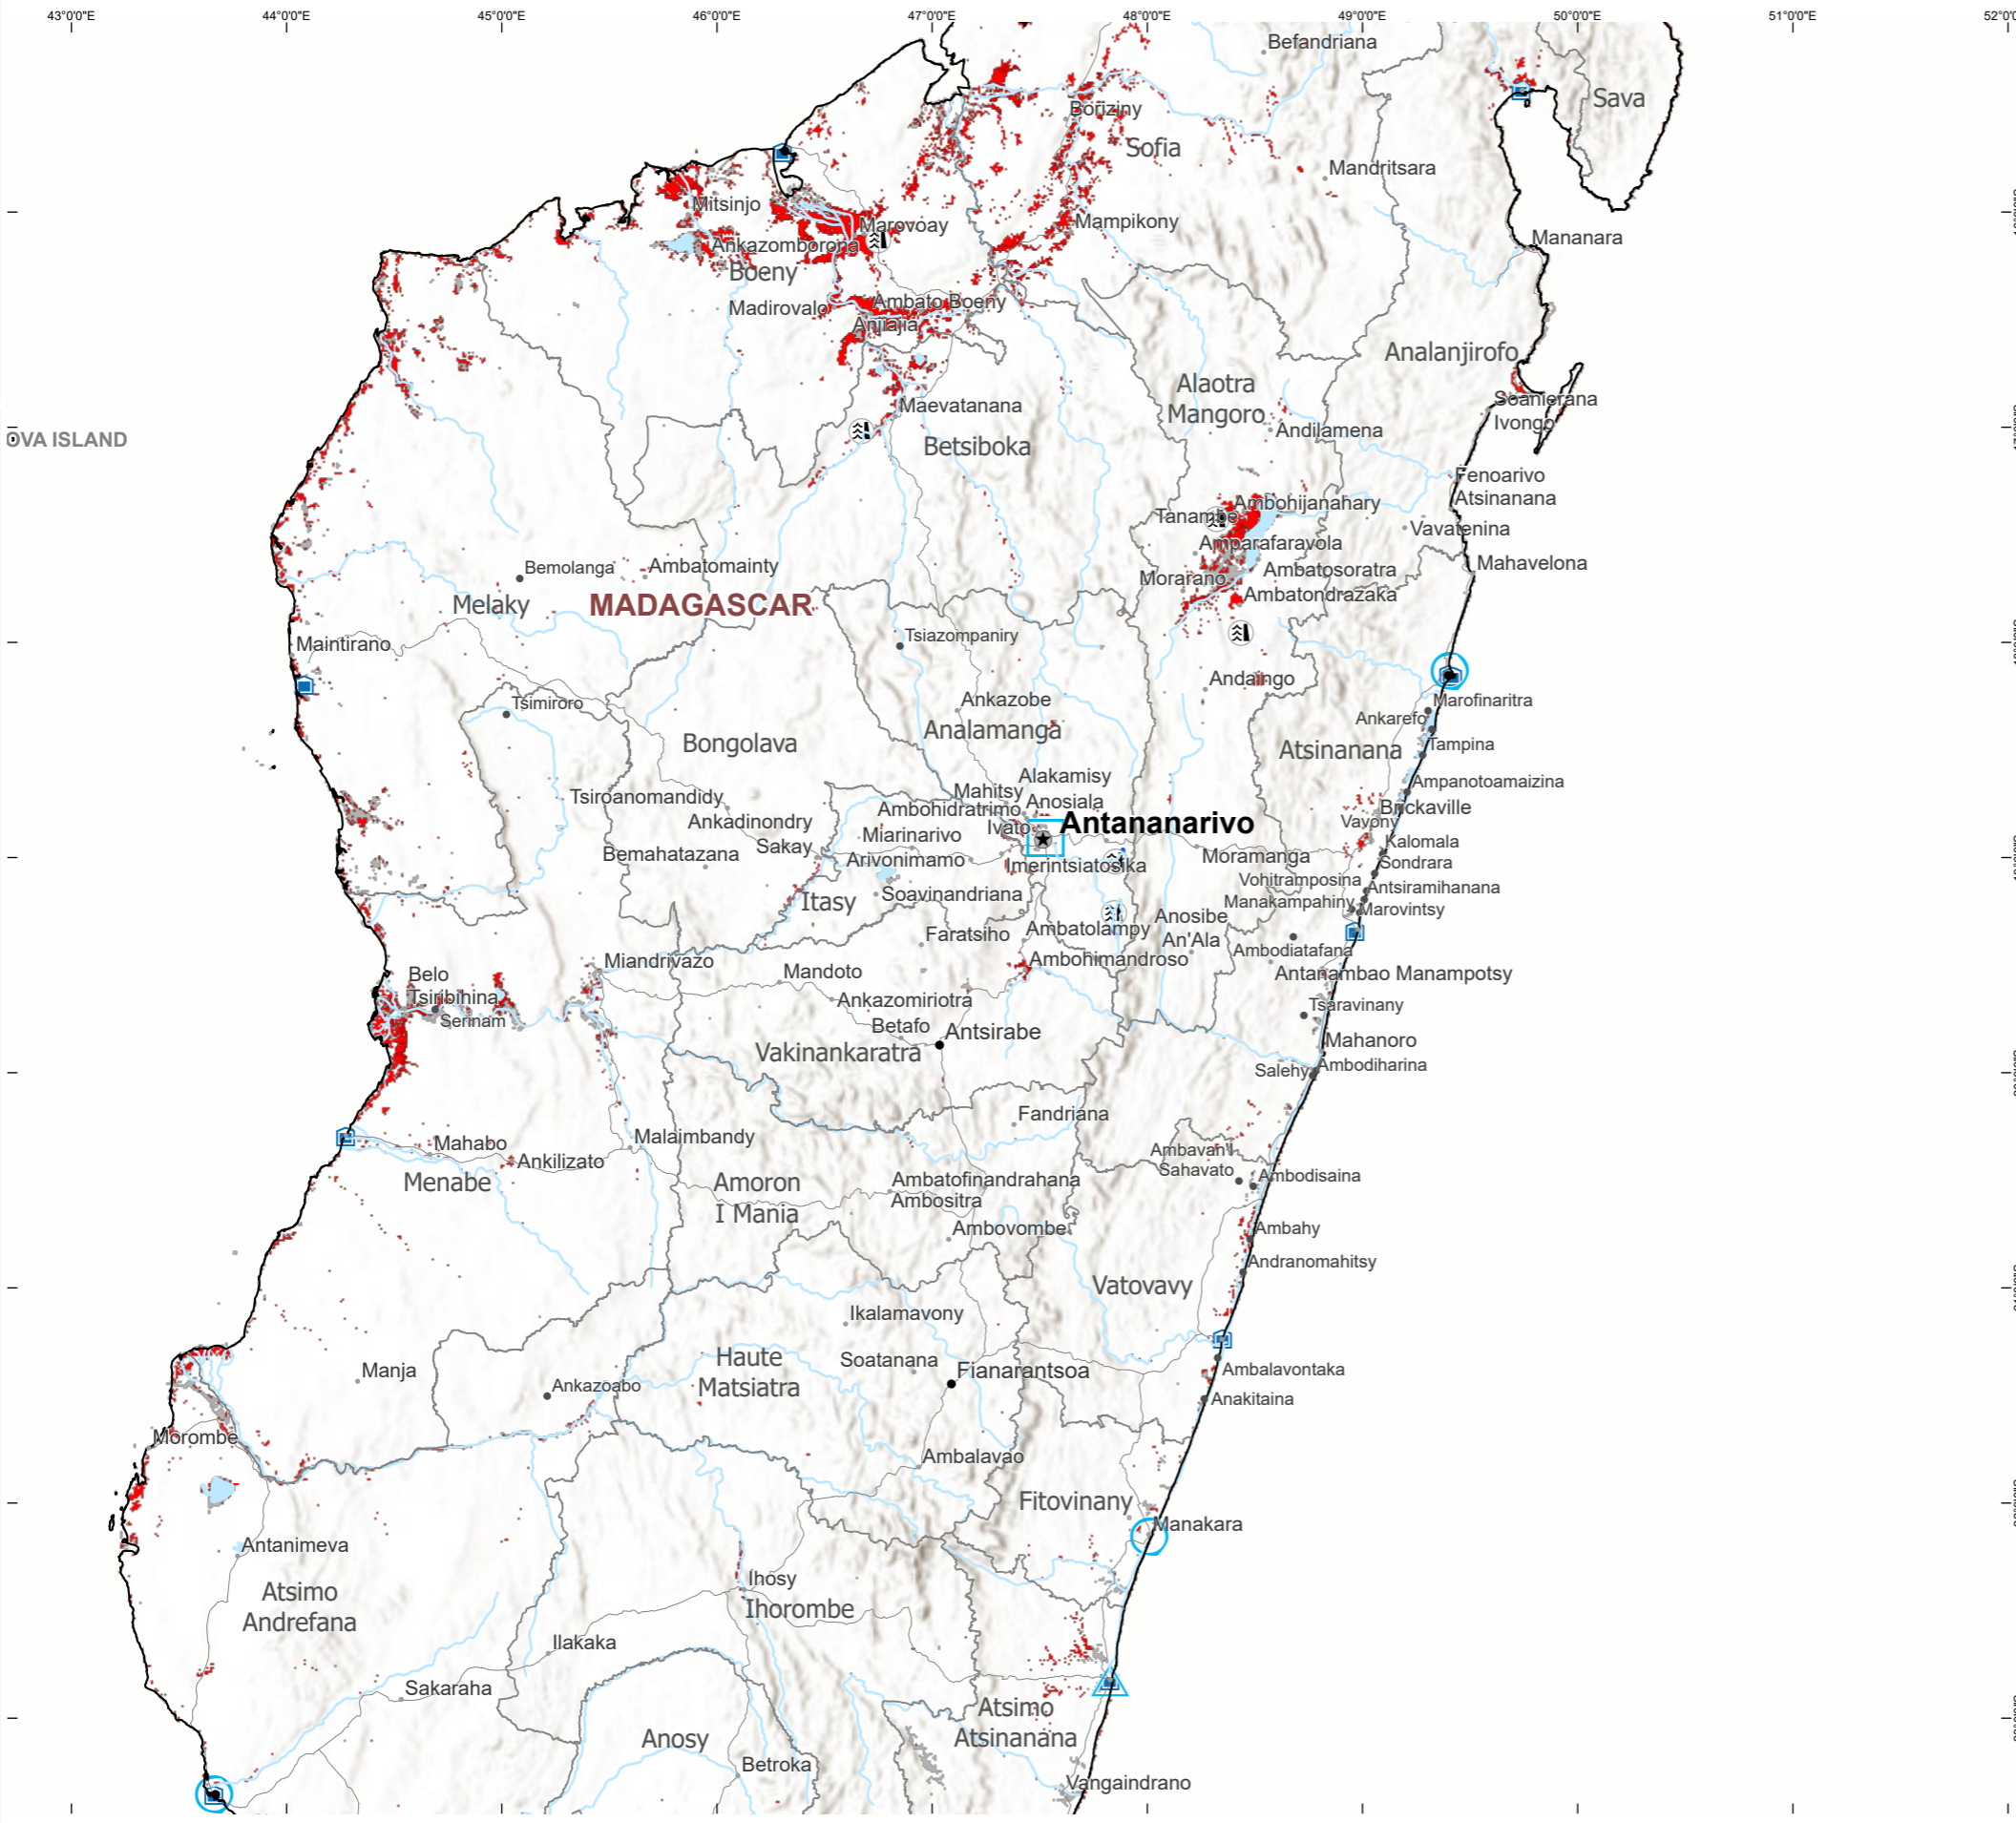 43°0'0"E
44°0'0"E
45°0'0"E
46°0'0"E
47°0'0"E
48°0'0"E
49°0'0"E
50°0'0"E
51°0'0"E
Befandriana
Sava
Boriziny
Sofia
Mandritsara
Mitsinjo
Marovoay
Mampikony
Mananara
Ankazomborona
Boeny
Madirovalo
Ambato Boeny
Anjiajia
Analanjirofo
Alaotra
Mangoro
Maevatanana
Soanierana
Ivongo
Andilamena
Betsiboka
OVA ISLAND
Fenoarivo
Atsinanana
Ambohijanahary
Tanambe
Vavatenina
Amparafaravola
Mahavelona
Bemolanga
Ambatomainty
Ambatosoratra
Morarano
Ambatondrazaka
Melaky
MADAGASCAR
Tsiazompaniry
Maintirano
Andaingo
Tsimiroro
Ankazobe
Marofinaritra
Ankarefo
Analamanga
Bongolava
Atsinanana
Tampina
Alakamisy
Ampanotoamaizina
Mahitsy
Tsiroanomandidy
Anosiala
Ambohidratrimo
Brickaville
Ankadinondry
Ivato
Antananarivo
Vavony
Miarinarivo
Kalomala
Sakay
Bemahatazana
Arivonimamo
Imerintsiatosika
Moramanga
Sondrara
Vohitramposina
Antsiramihanana
Soavinandriana
Itasy
Manakampahiny
Marovintsy
Anosibe
An'Ala
Faratsiho
Ambatolampy
Ambodiatafana
Miandrivazo
Ambohimandroso
Mandoto
Antanambao Manampotsy
Belo
Tsiribihina
Ankazomiriotra
Tsaravinany
Serinam
Betafo
Antsirabe
Mahanoro
Vakinankaratra
Ambodiharina
Salehy
Fandriana
Mahabo
Malaimbandy
Ambavan'I
Sahavato
Ankilizato
Ambodisaina
Menabe
Amoron
I Mania
Ambatofinandrahana
Ambositra
Ambovombe
Ambahy
Andranomahitsy
Vatovavy
Ikalamavony
Haute
Matsiatra
Soatanana
Fianarantsoa
Manja
Ambalavontaka
Ankazoabo
Anakitaina
Morombe
Ambalavao
Fitovinany
Manakara
Antanimeva
Ihosy
Atsimo
Andrefana
Ihorombe
Ilakaka
Sakaraha
Atsimo
Atsinanana
Anosy
Betroka
Vangaindrano